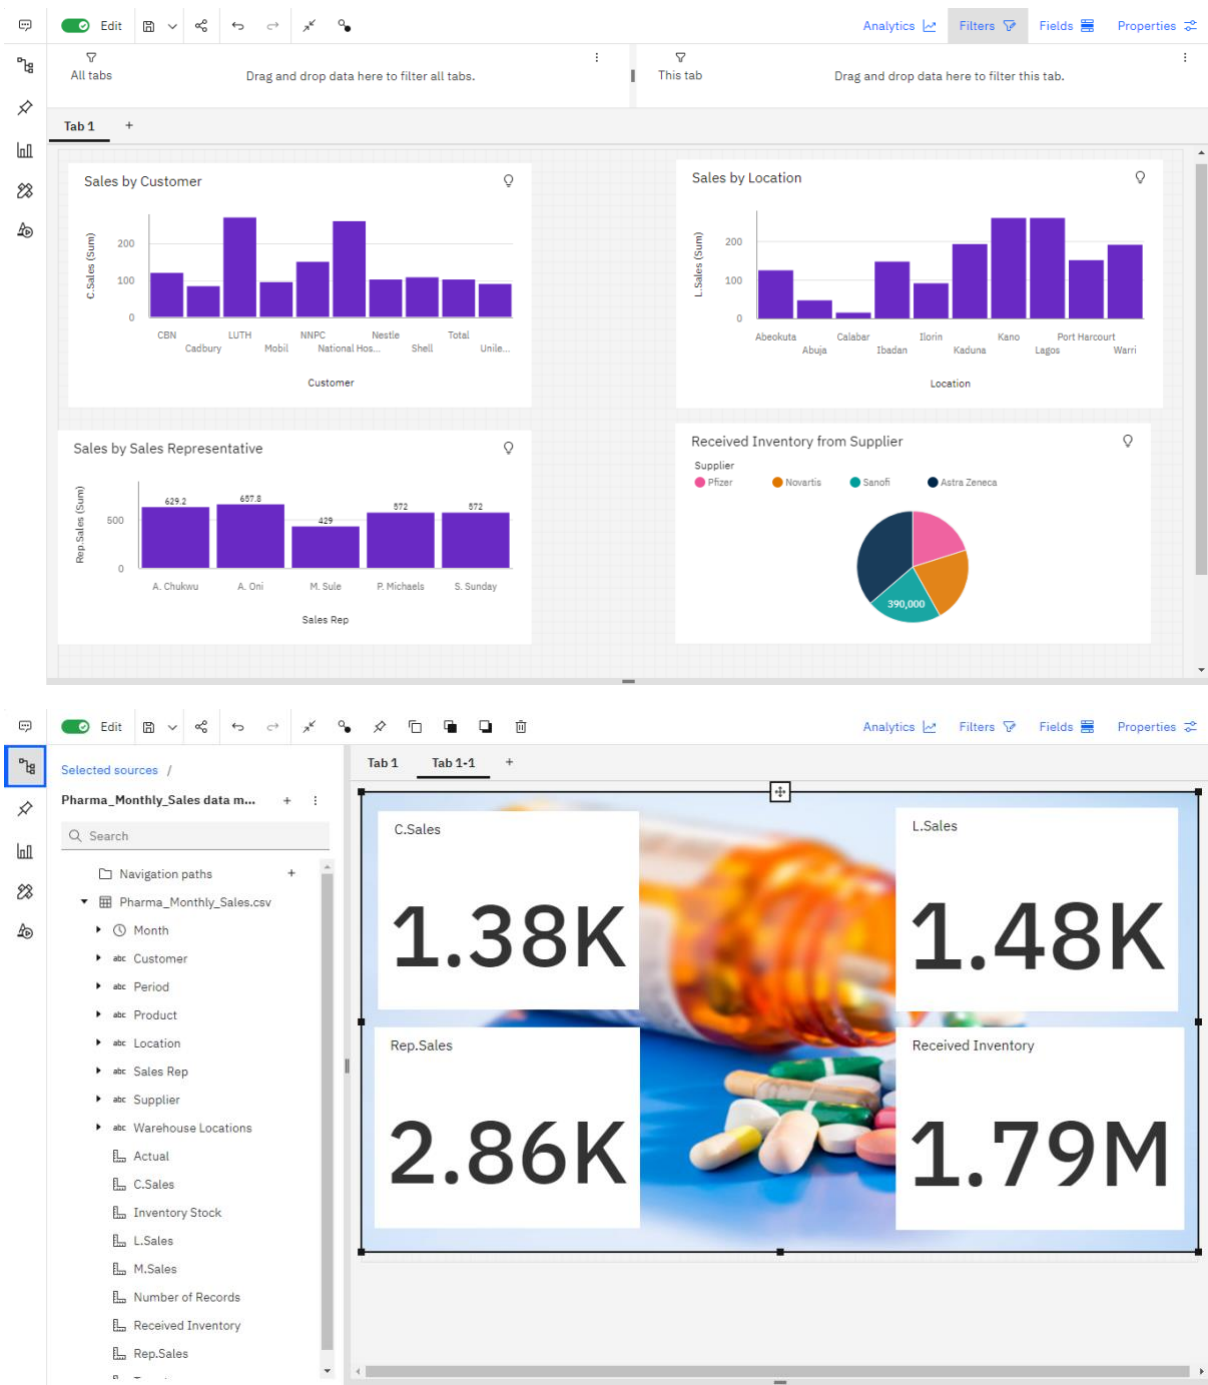 Edit
Analytics
Filters
Fields
Properties
All tabs
Drag and drop data here to filter all tabs.
This tab
Drag and drop data here to filter this tab.
Tab 1 +
Sales by Customer
C.Sales (Sum)
200
100
0
CBN LUTH NNPC Nestle Total
Cadbury Mobil National Hos... Shell Unile...
Customer
Sales by Location
L.Sales (Sum)
200
100
0
Abeokuta Calabar Ilorin Kano Port Harcourt
Abuja Ibadan Kaduna Lagos Warri
Location
Sales by Sales Representative
Rep.Sales (Sum)
500
0
629.2 657.8 429 572 572
A. Chukwu A. Oni M. Sule P. Michaels S. Sunday
Sales Rep
Received Inventory from Supplier
Supplier
Pfizer Novartis Sanofi Astra Zeneca
390,000
Edit
Analytics
Filters
Fields
Properties
Selected sources /
Pharma_Monthly_Sales data m... +
Search
Navigation paths +
Pharma_Monthly_Sales.csv
Month
abc Customer
abc Period
abc Product
abc Location
abc Sales Rep
abc Supplier
abc Warehouse Locations
Actual
C.Sales
Inventory Stock
L.Sales
M.Sales
Number of Records
Received Inventory
Rep.Sales
Tab 1 Tab 1-1 +
C.Sales
1.38K
L.Sales
1.48K
Rep.Sales
2.86K
Received Inventory
1.79M